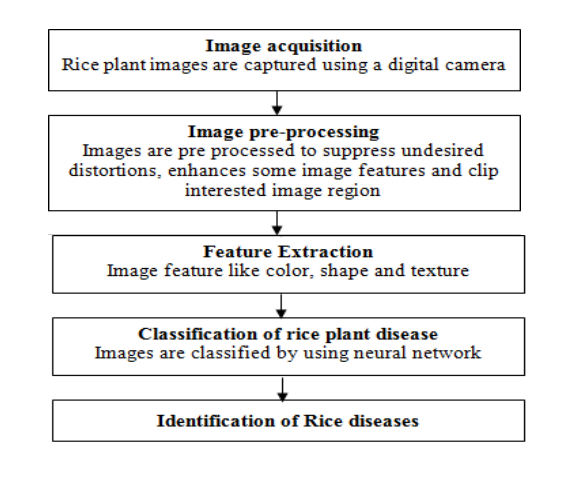 Image acquisition
Rice plant images are captured using a digital camera
Image pre-processing
Images are pre processed to suppress undesired
distortions, enhances some image features and clip
interested image region
Feature Extraction
Image feature like color, shape and texture
Classification of rice plant disease
Images are classified by using neural network
Identification of Rice diseases